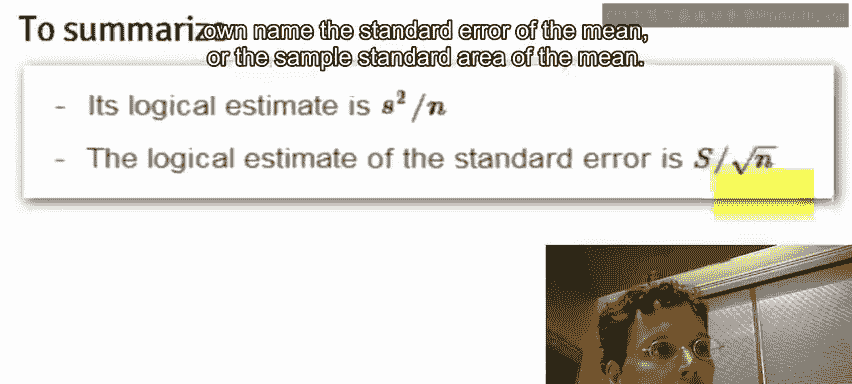 To summarize
own name the standard error of the mean,
or the sample standard area of the mean.
- Its logical estimate is s²/n
- The logical estimate of the standard error is S/√n